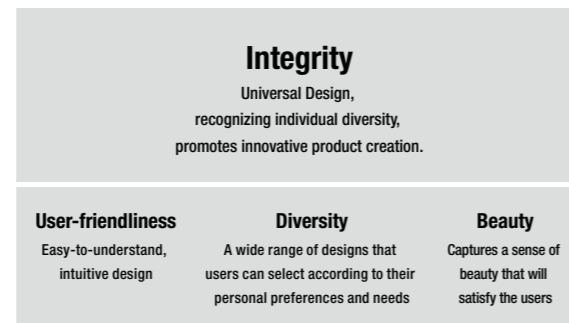 Integrity
Universal Design,
recognizing individual diversity,
promotes innovative product creation.
User-friendliness
Easy-to-understand,
intuitive design
Diversity
A wide range of designs that
users can select according to their
personal preferences and needs
Beauty
Captures a sense of
beauty that will
satisfy the users